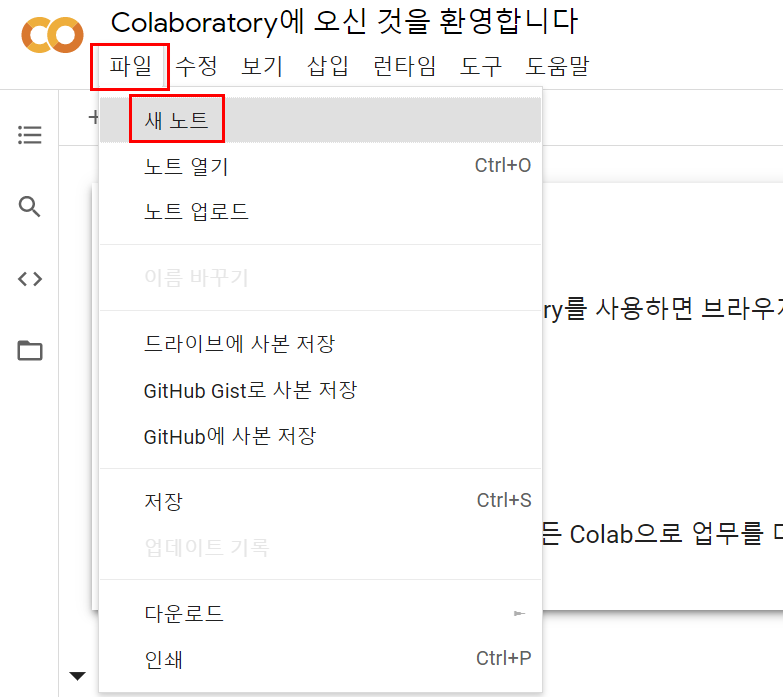 Colaboratory에 오신 것을 환영합니다
파일 수정 보기 삽입 런타임 도구 도움말
새 노트
노트 열기 Ctrl+O
노트 업로드
이름 바꾸기
ry를 사용하면 브라우저
드라이브에 사본 저장
GitHub Gist로 사본 저장
GitHub에 사본 저장
저장 Ctrl+S
든 Colab으로 업무를
업데이트 기록
다운로드
인쇄 Ctrl+P